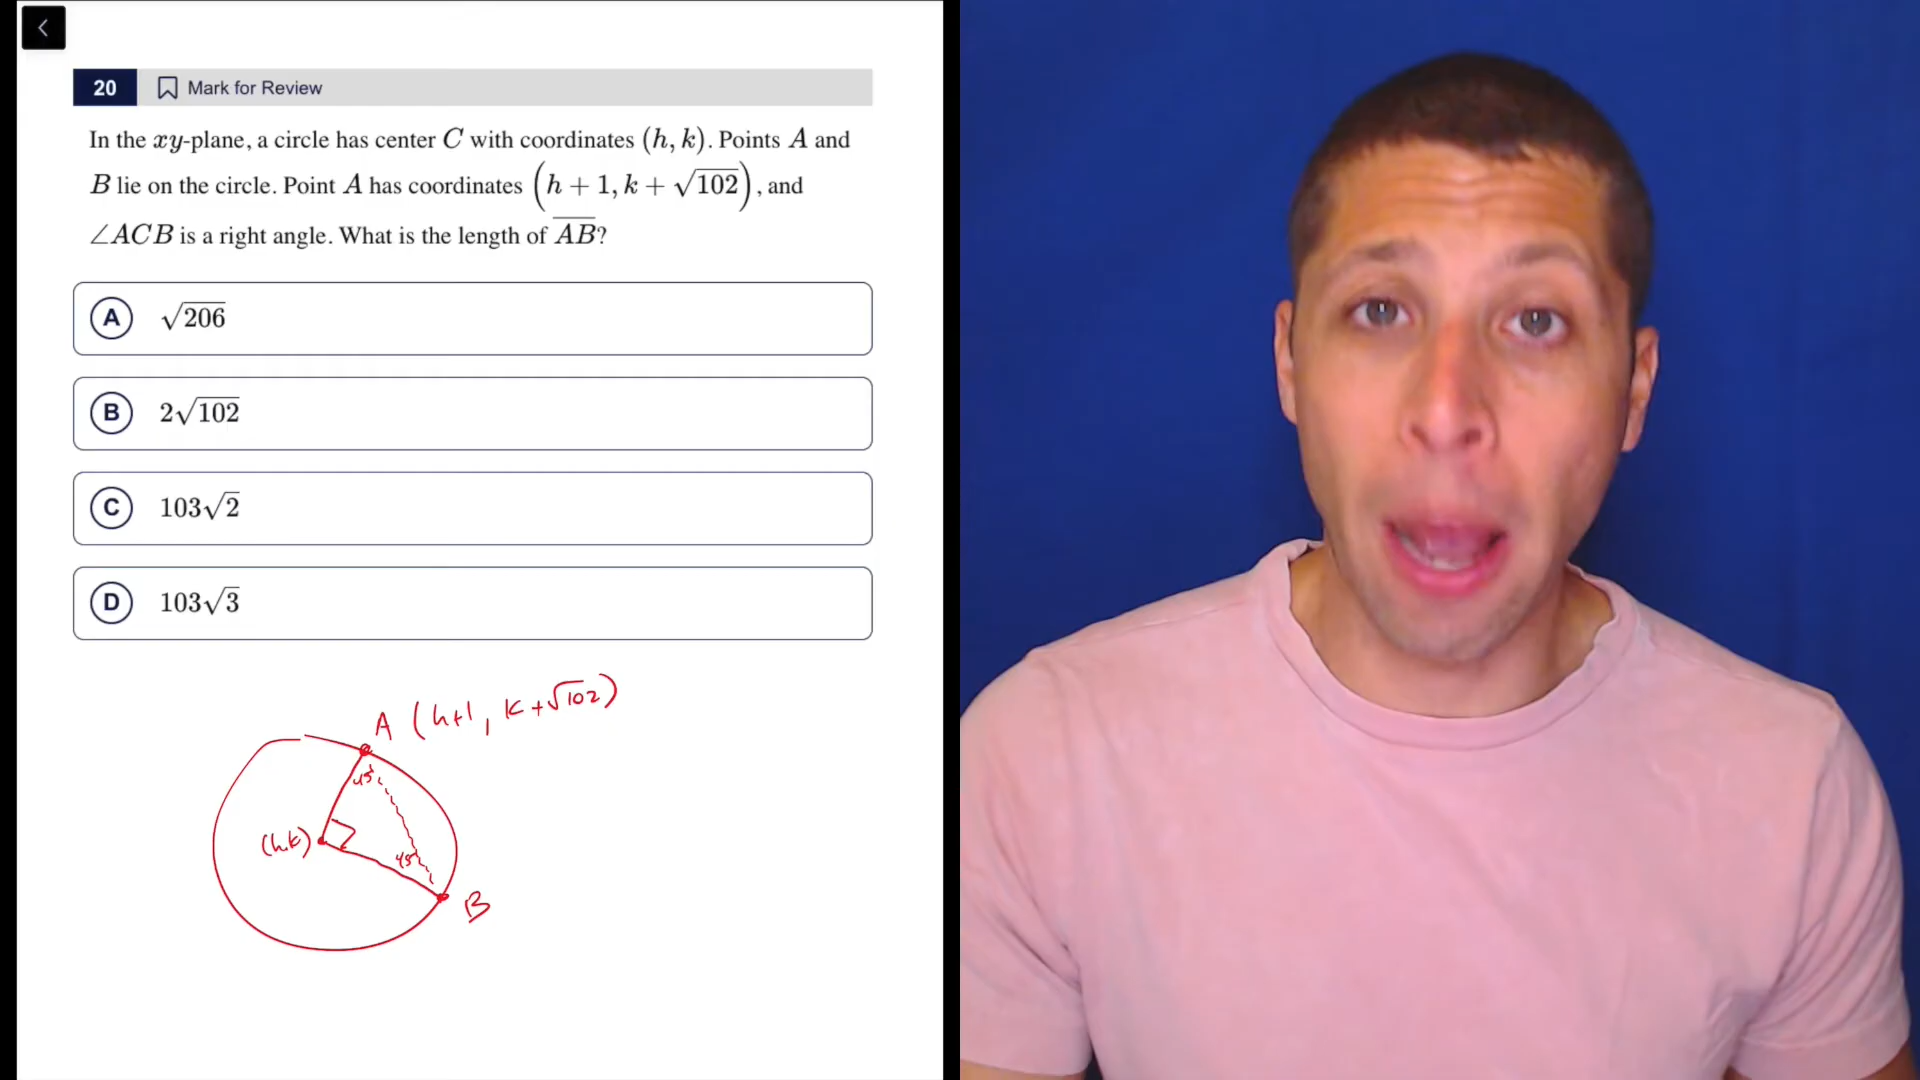 20 Mark for Review
In the xy-plane, a circle has center C with coordinates (h, k). Points A and
B lie on the circle. Point A has coordinates (h + 1, k + √102), and
∠ACB is a right angle. What is the length of A̅B̅?
A √206
B 2√102
C 103√2
D 103√3
A (h+1, k+√102)
45°
(h,k)
45°
B